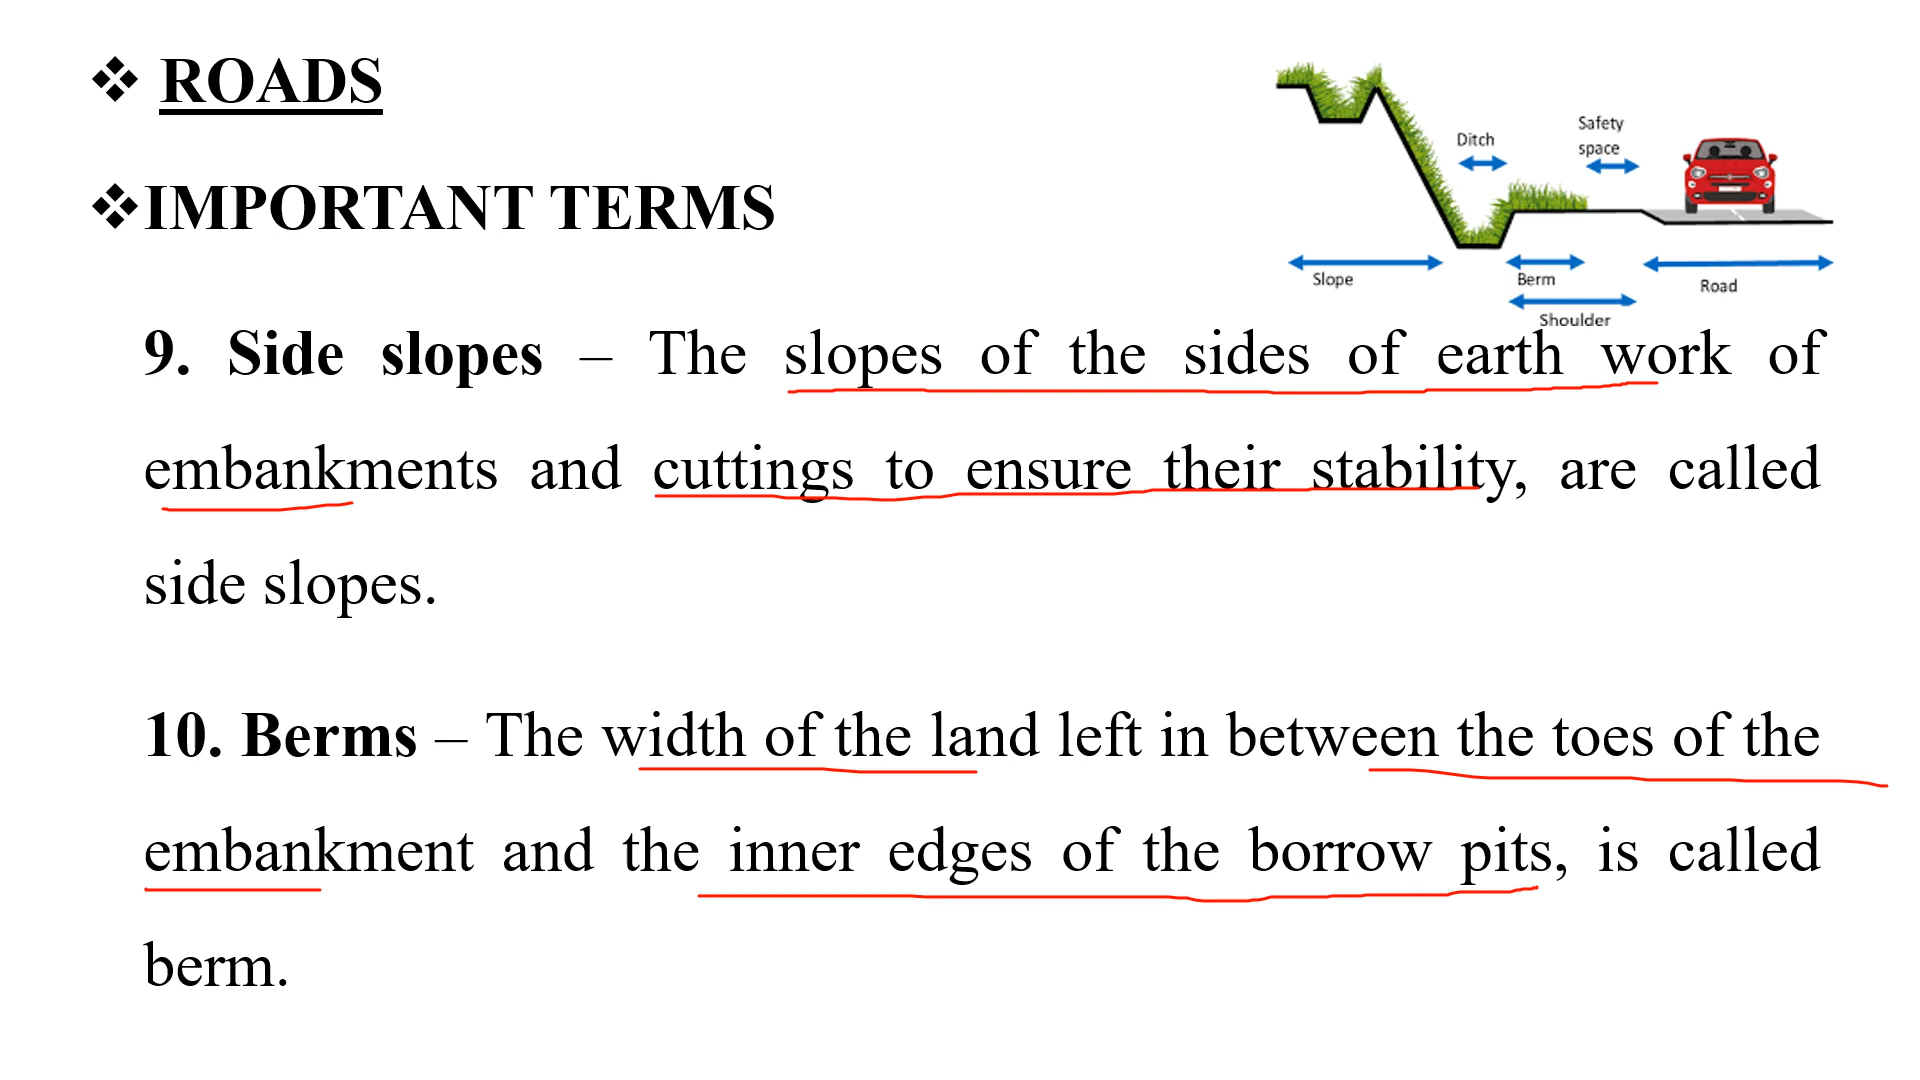 ❖ ROADS
❖IMPORTANT TERMS
Ditch
Safety
space
Slope
Berm
Road
Shoulder
9. Side slopes – The slopes of the sides of earth work of
embankments and cuttings to ensure their stability, are called
side slopes.
10. Berms – The width of the land left in between the toes of the
embankment and the inner edges of the borrow pits, is called
berm.